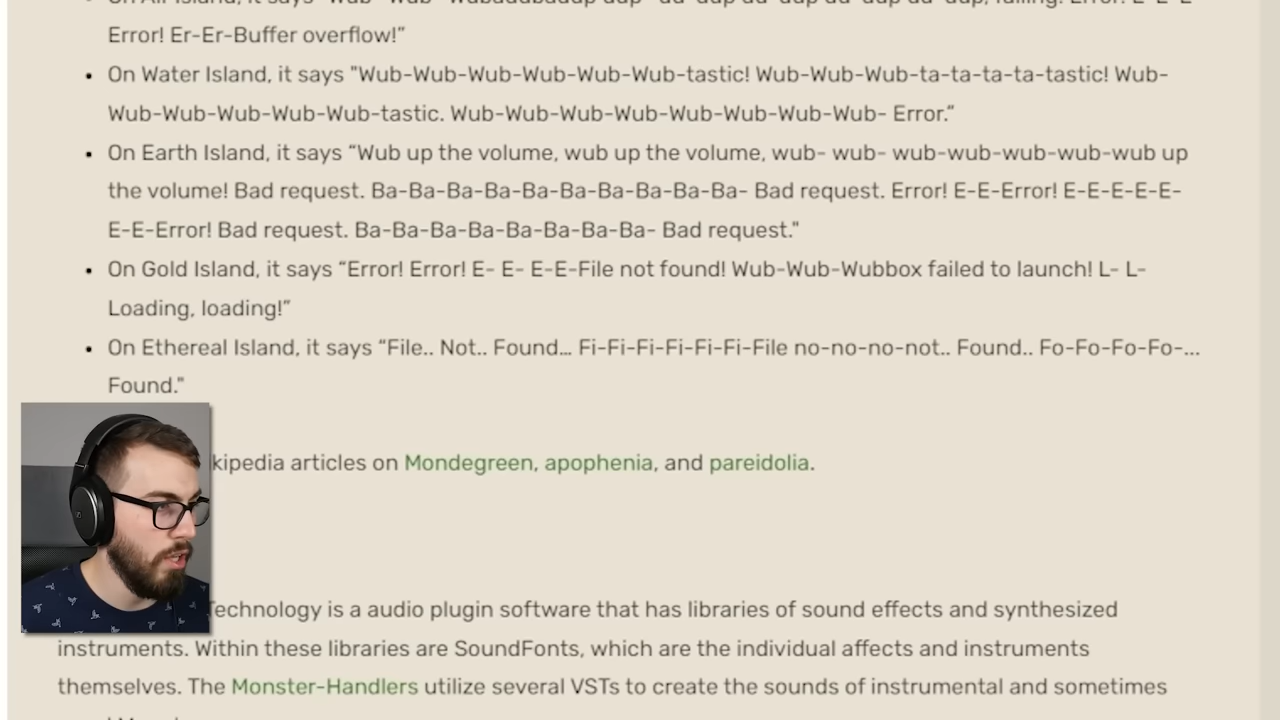 Error! Er-Er-Buffer overflow!”
On Water Island, it says "Wub-Wub-Wub-Wub-Wub-Wub-tastic! Wub-Wub-Wub-ta-ta-ta-ta-tastic! Wub-
Wub-Wub-Wub-Wub-Wub-tastic. Wub-Wub-Wub-Wub-Wub-Wub-Wub-Wub-Wub- Error.”
On Earth Island, it says “Wub up the volume, wub up the volume, wub- wub- wub-wub-wub-wub-wub up
the volume! Bad request. Ba-Ba-Ba-Ba-Ba-Ba-Ba-Ba-Ba-Ba- Bad request. Error! E-E-Error! E-E-E-E-E-
E-E-Error! Bad request. Ba-Ba-Ba-Ba-Ba-Ba-Ba-Ba- Bad request."
On Gold Island, it says “Error! Error! E- E- E-E-File not found! Wub-Wub-Wubbox failed to launch! L- L-
Loading, loading!”
On Ethereal Island, it says “File.. Not.. Found… Fi-Fi-Fi-Fi-Fi-Fi-File no-no-no-not.. Found.. Fo-Fo-Fo-Fo-...
Found."
kipedia articles on Mondegreen, apophenia, and pareidolia.
Technology is a audio plugin software that has libraries of sound effects and synthesized
instruments. Within these libraries are SoundFonts, which are the individual affects and instruments
themselves. The Monster-Handlers utilize several VSTs to create the sounds of instrumental and sometimes